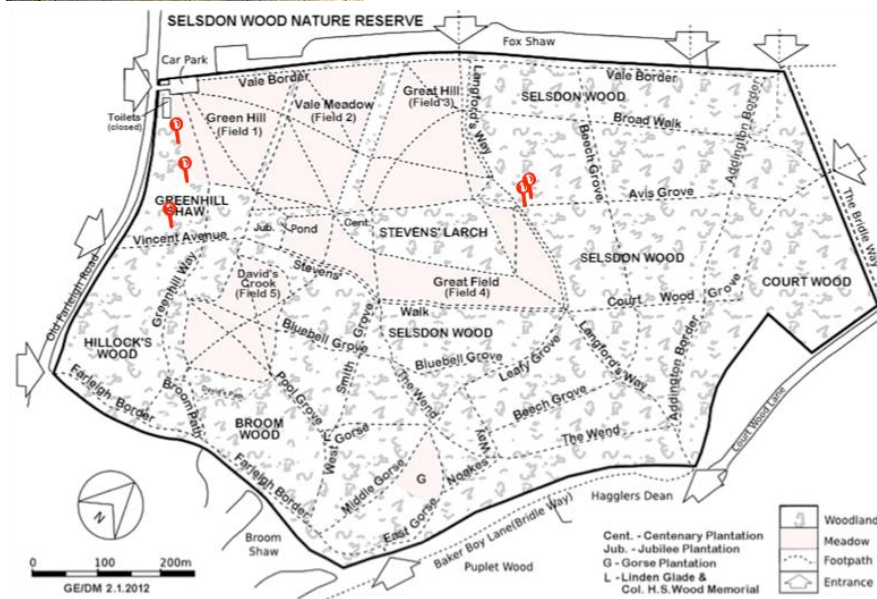 SELSDON WOOD NATURE RESERVE
Fox Shaw
Car Park
Toilets
(closed)
Vale Border
Green Hill
(Field 1)
Vale Meadow
(Field 2)
Great Hill
(Field 3)
Langford's Way
SELSDON WOOD
Vale Border
Broad Walk
Beech Grove
Addington Border
Avis Grove
The Bridle Way
GREENHILL
SHAW
Vincent Avenue
Jub.
Pond
Cent.
STEVENS' LARCH
SELSDON WOOD
COURT WOOD
Old Farleigh Road
Greenhill Way
David's
Crook
(Field 5)
Stevens'
Walk
Great Field
(Field 4)
Court Wood Grove
HILLOCK'S
WOOD
Bluebell Grove
Smith Grove
SELSDON WOOD
Bluebell Grove
Leafy Grove
Langford's Way
Addington Border
Farleigh Border
Broom Path
Pool Grove
The Wend
Beech Grove
The Wend
Court Wood Lane
BROOM
WOOD
L
West Gorse
Middle Gorse
G
East Gorse
Noakes Way
Farleigh Border
Broom
Shaw
Baker Boy Lane(Bridle Way)
Hagglers Dean
Puplet Wood
N
0 100 200m
GE/DM 2.1.2012
Cent. - Centenary Plantation
Jub. - Jubilee Plantation
G - Gorse Plantation
L - Linden Glade &
Col. H.S.Wood Memorial
Woodland
Meadow
Footpath
Entrance